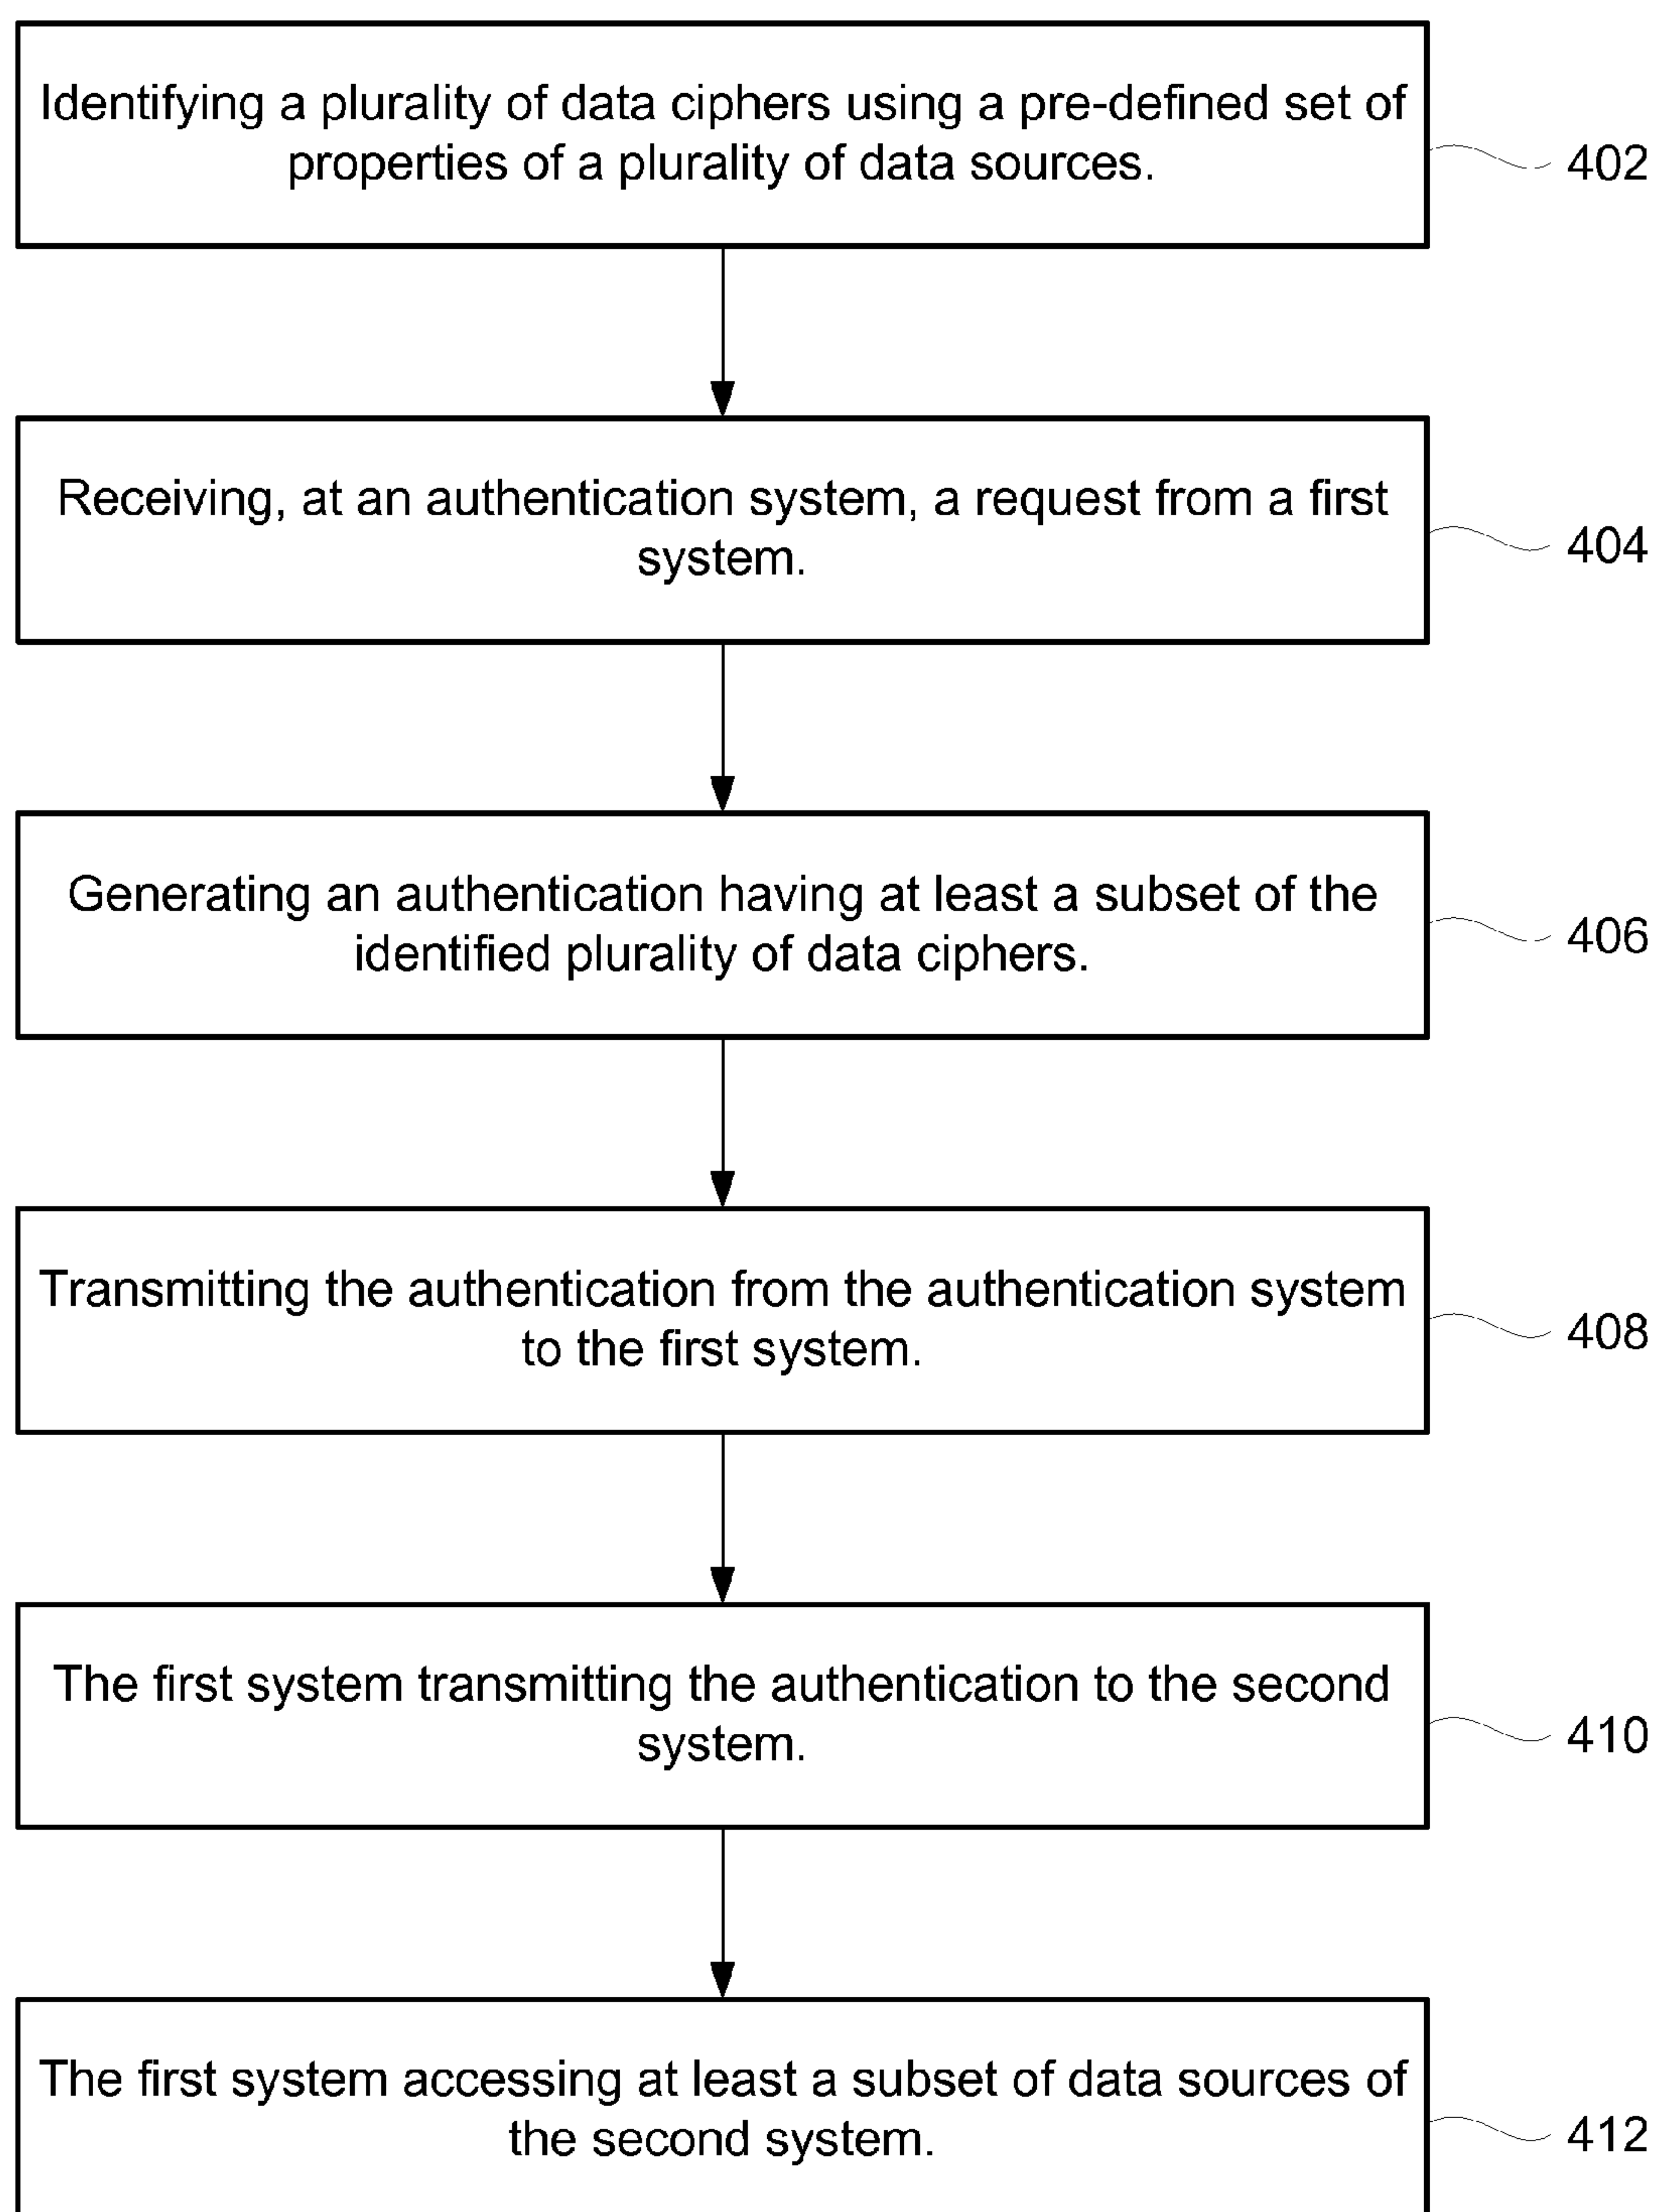 Identifying a plurality of data ciphers using a pre-defined set of
properties of a plurality of data sources.
402
Receiving, at an authentication system, a request from a first
system.
404
Generating an authentication having at least a subset of the
identified plurality of data ciphers.
406
Transmitting the authentication from the authentication system
to the first system.
408
The first system transmitting the authentication to the second
system.
410
The first system accessing at least a subset of data sources of
the second system.
412